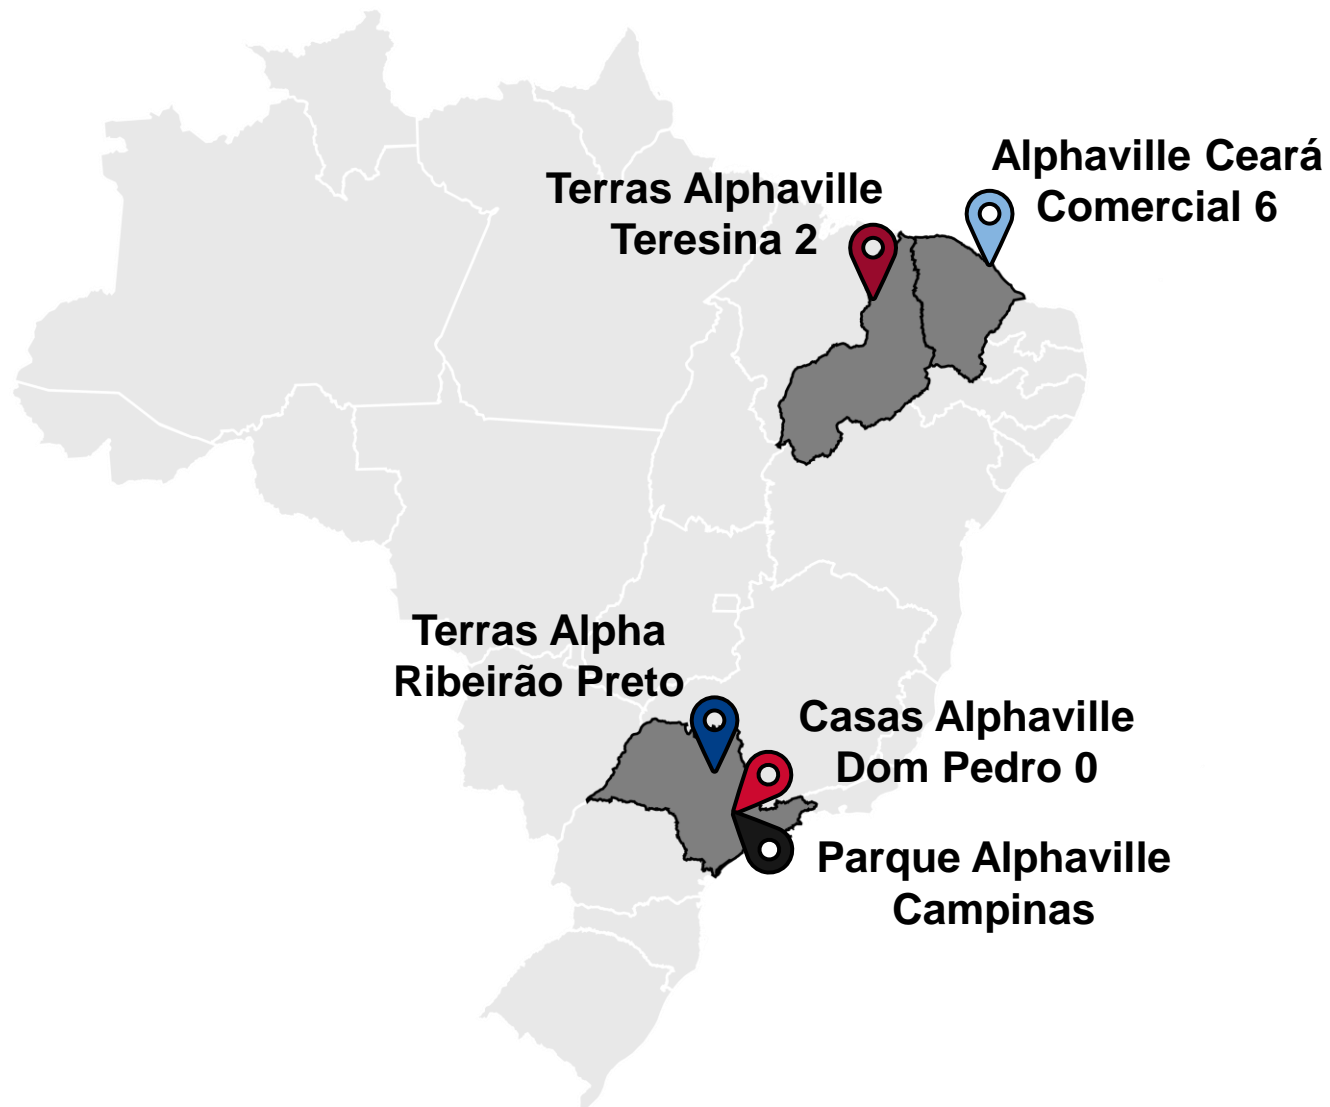 Alphaville Ceará
Comercial 6
Terras Alphaville
Teresina 2
Terras Alpha
Ribeirão Preto
Casas Alphaville
Dom Pedro 0
Parque Alphaville
Campinas